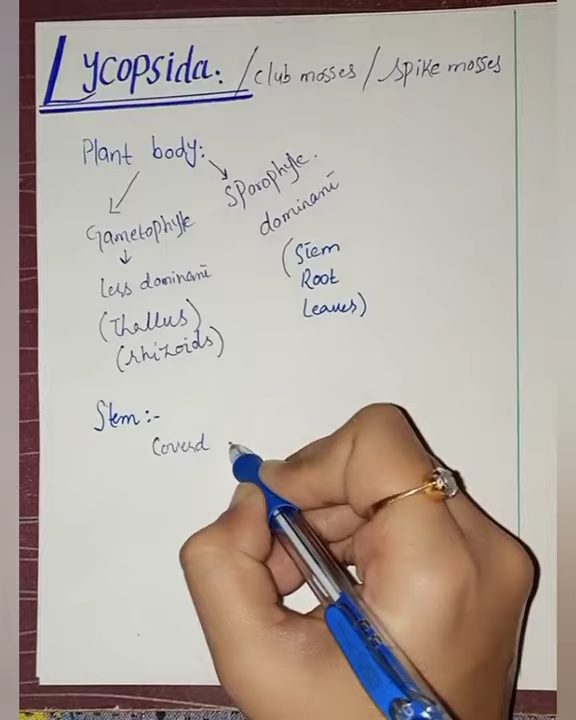 Lycopsida. / club mosses / spike mosses
Plant body:
Sporophyte.
dominant
Gametophyte
less dominant
(Stem
Root
Leaves)
(Thallus)
(rhizoids)
Stem:-
Coverd